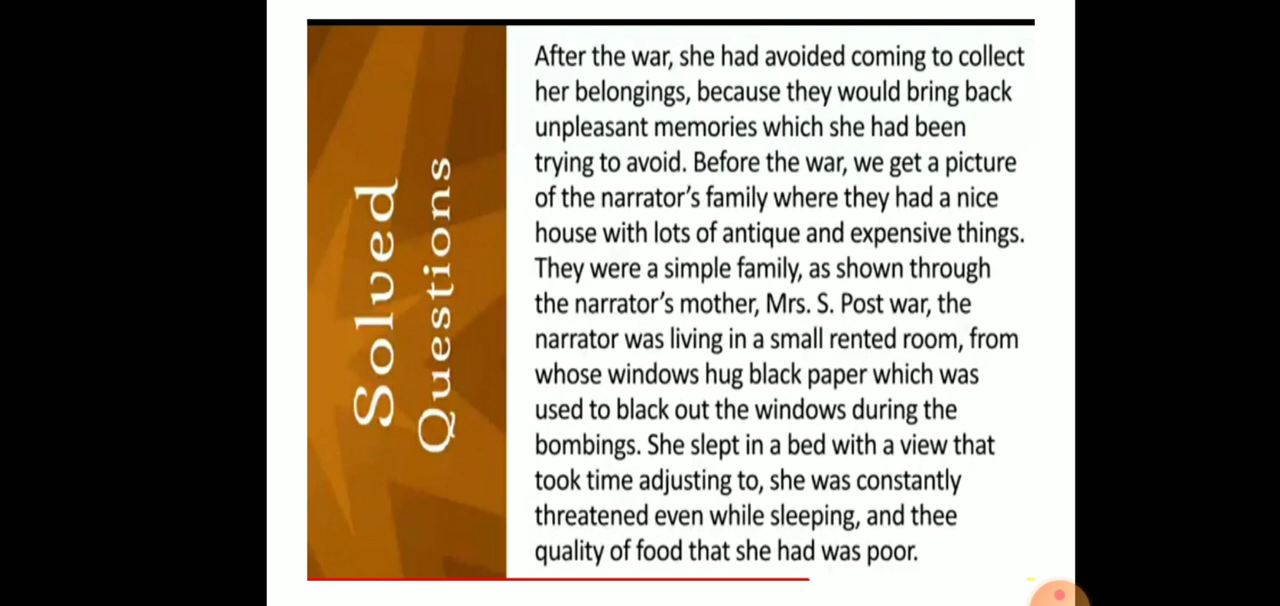 Solved
Questions
After the war, she had avoided coming to collect
her belongings, because they would bring back
unpleasant memories which she had been
trying to avoid. Before the war, we get a picture
of the narrator's family where they had a nice
house with lots of antique and expensive things.
They were a simple family, as shown through
the narrator's mother, Mrs. S. Post war, the
narrator was living in a small rented room, from
whose windows hug black paper which was
used to black out the windows during the
bombings. She slept in a bed with a view that
took time adjusting to, she was constantly
threatened even while sleeping, and thee
quality of food that she had was poor.